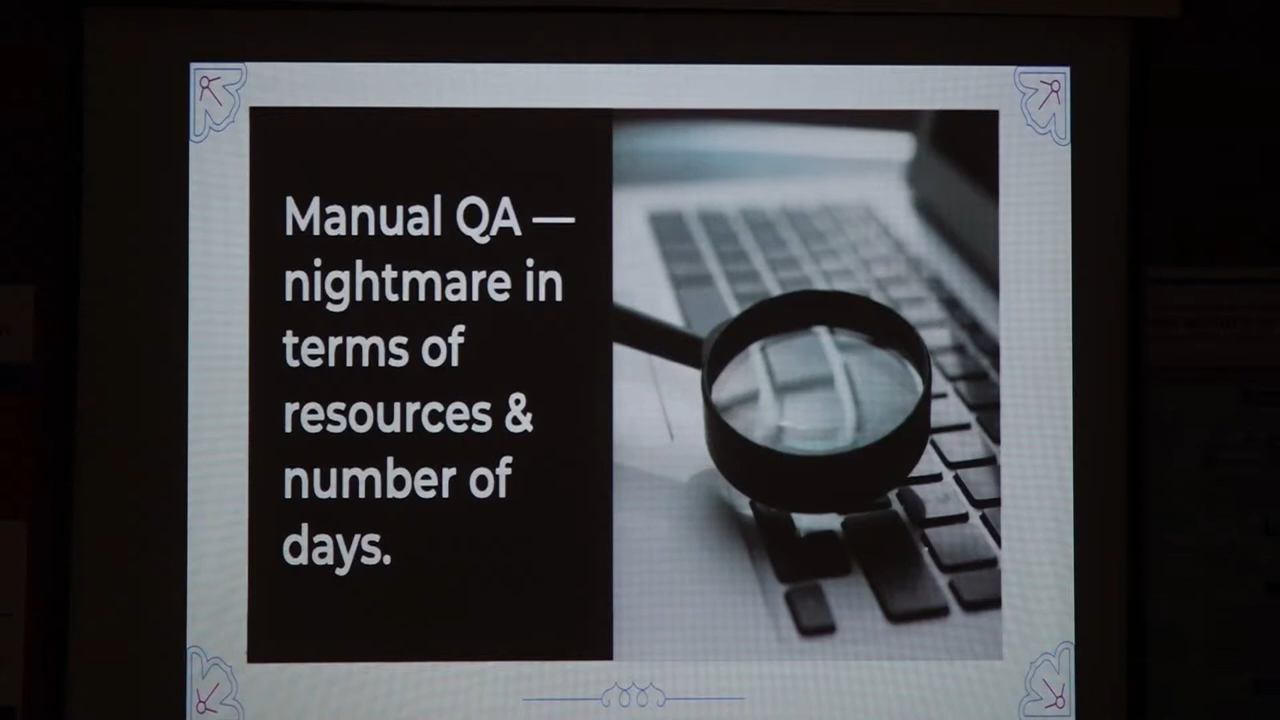 Manual QA —
nightmare in
terms of
resources &
number of
days.